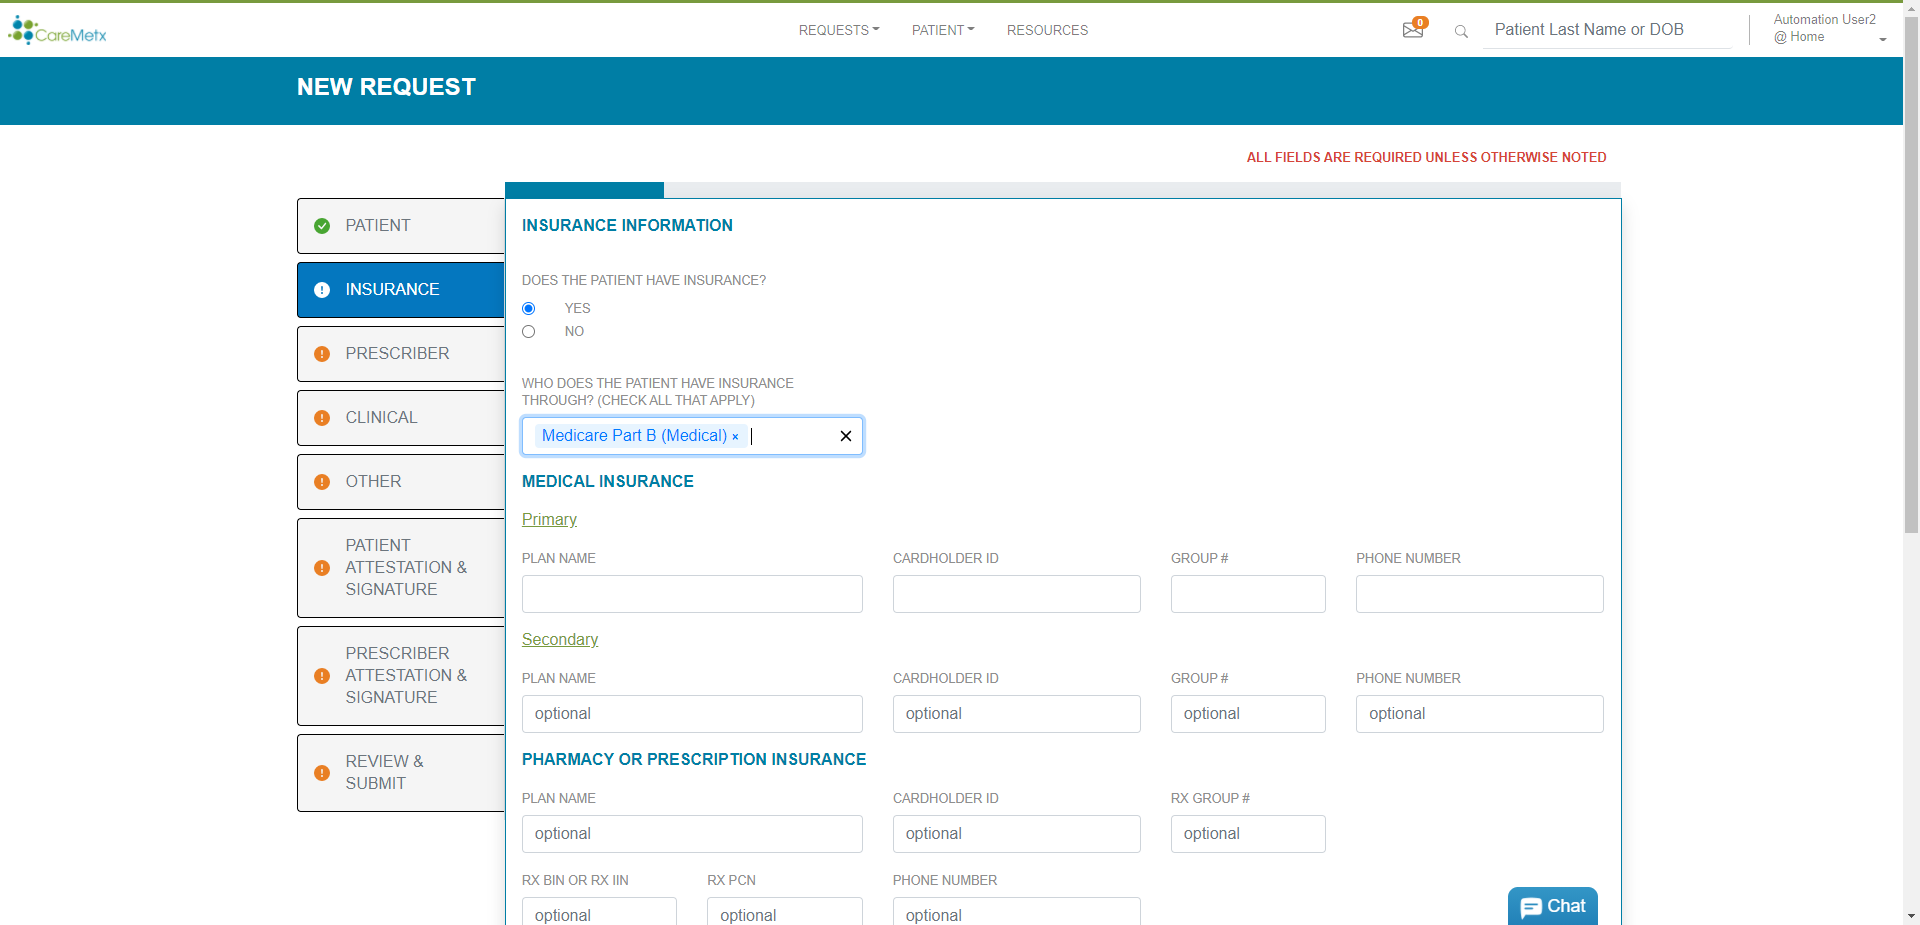 CareMetx
REQUESTS
PATIENT
RESOURCES
0
Patient Last Name or DOB
Automation User2
@ Home
NEW REQUEST
ALL FIELDS ARE REQUIRED UNLESS OTHERWISE NOTED
PATIENT
INSURANCE
PRESCRIBER
CLINICAL
OTHER
PATIENT
ATTESTATION &
SIGNATURE
PRESCRIBER
ATTESTATION &
SIGNATURE
REVIEW &
SUBMIT
INSURANCE INFORMATION
DOES THE PATIENT HAVE INSURANCE?
YES
NO
WHO DOES THE PATIENT HAVE INSURANCE
THROUGH? (CHECK ALL THAT APPLY)
Medicare Part B (Medical) ×
MEDICAL INSURANCE
Primary
PLAN NAME CARDHOLDER ID GROUP # PHONE NUMBER
Secondary
PLAN NAME CARDHOLDER ID GROUP # PHONE NUMBER
optional optional optional optional
PHARMACY OR PRESCRIPTION INSURANCE
PLAN NAME CARDHOLDER ID RX GROUP #
optional optional optional
RX BIN OR RX IIN RX PCN PHONE NUMBER
optional optional optional
Chat